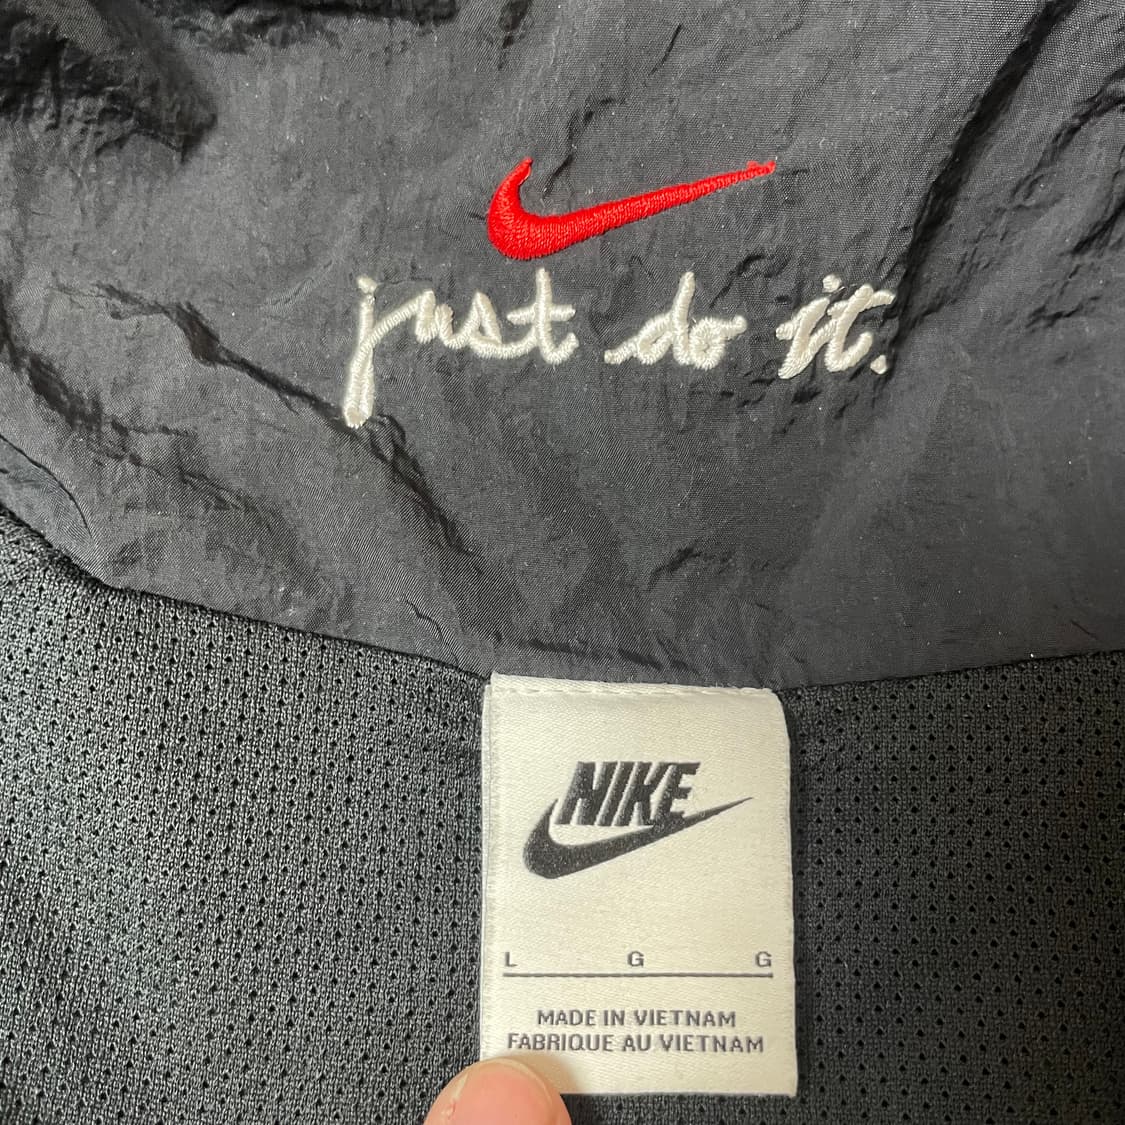 just do it.
NIKE
L G G
MADE IN VIETNAM
FABRIQUE AU VIETNAM